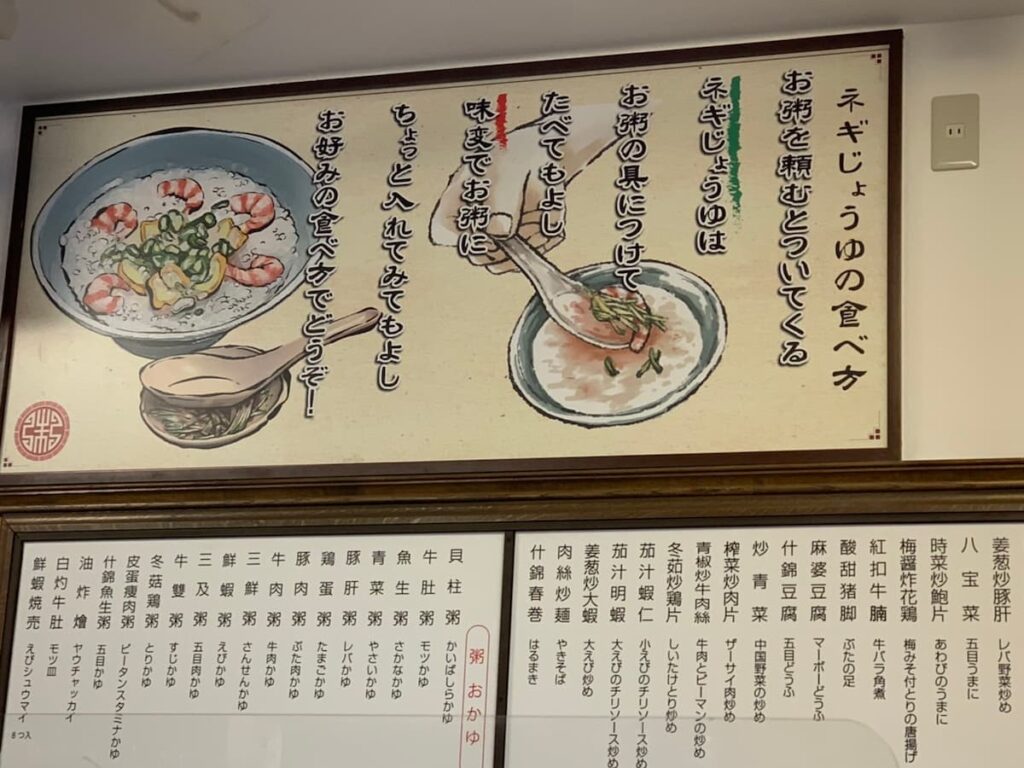 ネギじょうゆの食べ方
お粥を頼むとついてくる
ネギじょうゆは
お粥の具につけて
たべてもよし
味変でお粥に
ちょっと入れてみてもよし
お好みの食べ方でどうぞ!
姜葱炒豚肝 レバ野菜炒め
八宝菜 五目うまに
時菜炒鮑片 あわびのうまに
梅醤炸花鶏 梅みそ付とりの唐揚げ
紅扣牛腩 牛バラ角煮
酸甜猪脚 ぶたの足
麻婆豆腐 マーボーどうふ
什錦豆腐 五目どうふ
炒青菜 中国野菜の炒め
榨菜炒肉片 ザーサイ肉炒め
青椒炒牛肉絲 牛肉とピーマンの炒め
冬茹炒鶏片 しいたけとり炒め
茄汁蝦仁 小えびのチリソース炒め
茄汁明蝦 大えびのチリソース炒め
姜葱炒大蝦 大えび炒め
肉絲炒麺 やきそば
什錦春巻 はるまき
粥 おかゆ
貝柱粥 かいばしらかゆ
牛肚粥 モツかゆ
魚生粥 さかなかゆ
青菜粥 やさいかゆ
豚肝粥 レバかゆ
鶏蛋粥 たまごかゆ
豚肉粥 ぶた肉かゆ
牛肉粥 牛肉かゆ
三鮮粥 さんせんかゆ
鮮蝦粥 えびかゆ
三及粥 五目肉かゆ
牛雙粥 すじかゆ
冬菇鶏粥 とりかゆ
皮蛋痩肉粥 ピータンスタミナかゆ
什錦魚生粥 五目かゆ
油炸燴 ヤウチャッカイ
白灼牛肚 モツ皿
鮮蝦焼売 えびシュウマイ 8つ入